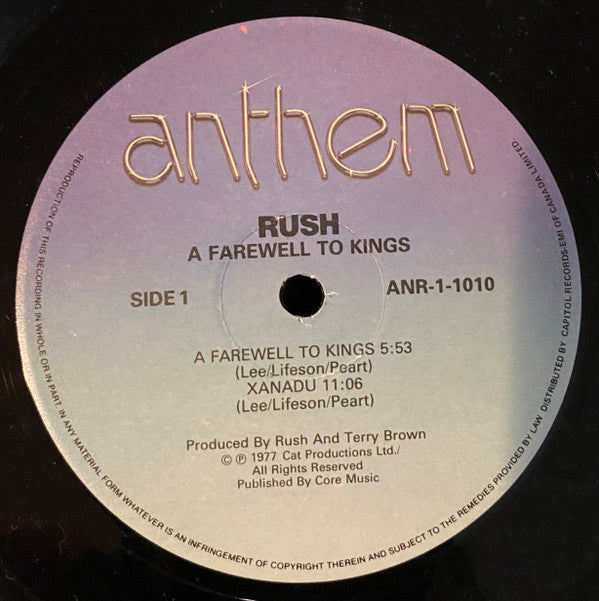 anthem
RUSH
A FAREWELL TO KINGS
SIDE 1
ANR-1-1010
A FAREWELL TO KINGS 5:53
(Lee/Lifeson/Peart)
XANADU 11:06
(Lee/Lifeson/Peart)
Produced By Rush And Terry Brown
© ℗ 1977 Cat Productions Ltd./
All Rights Reserved
Published By Core Music
REPRODUCTION OF THIS RECORDING IN WHOLE OR IN PART, IN ANY MATERIAL FORM WHATEVER IS AN INFRINGEMENT OF COPYRIGHT THEREIN AND SUBJECT TO THE REMEDIES PROVIDED BY LAW DISTRIBUTED BY CAPITOL RECORDS-EMI OF CANADA LIMITED